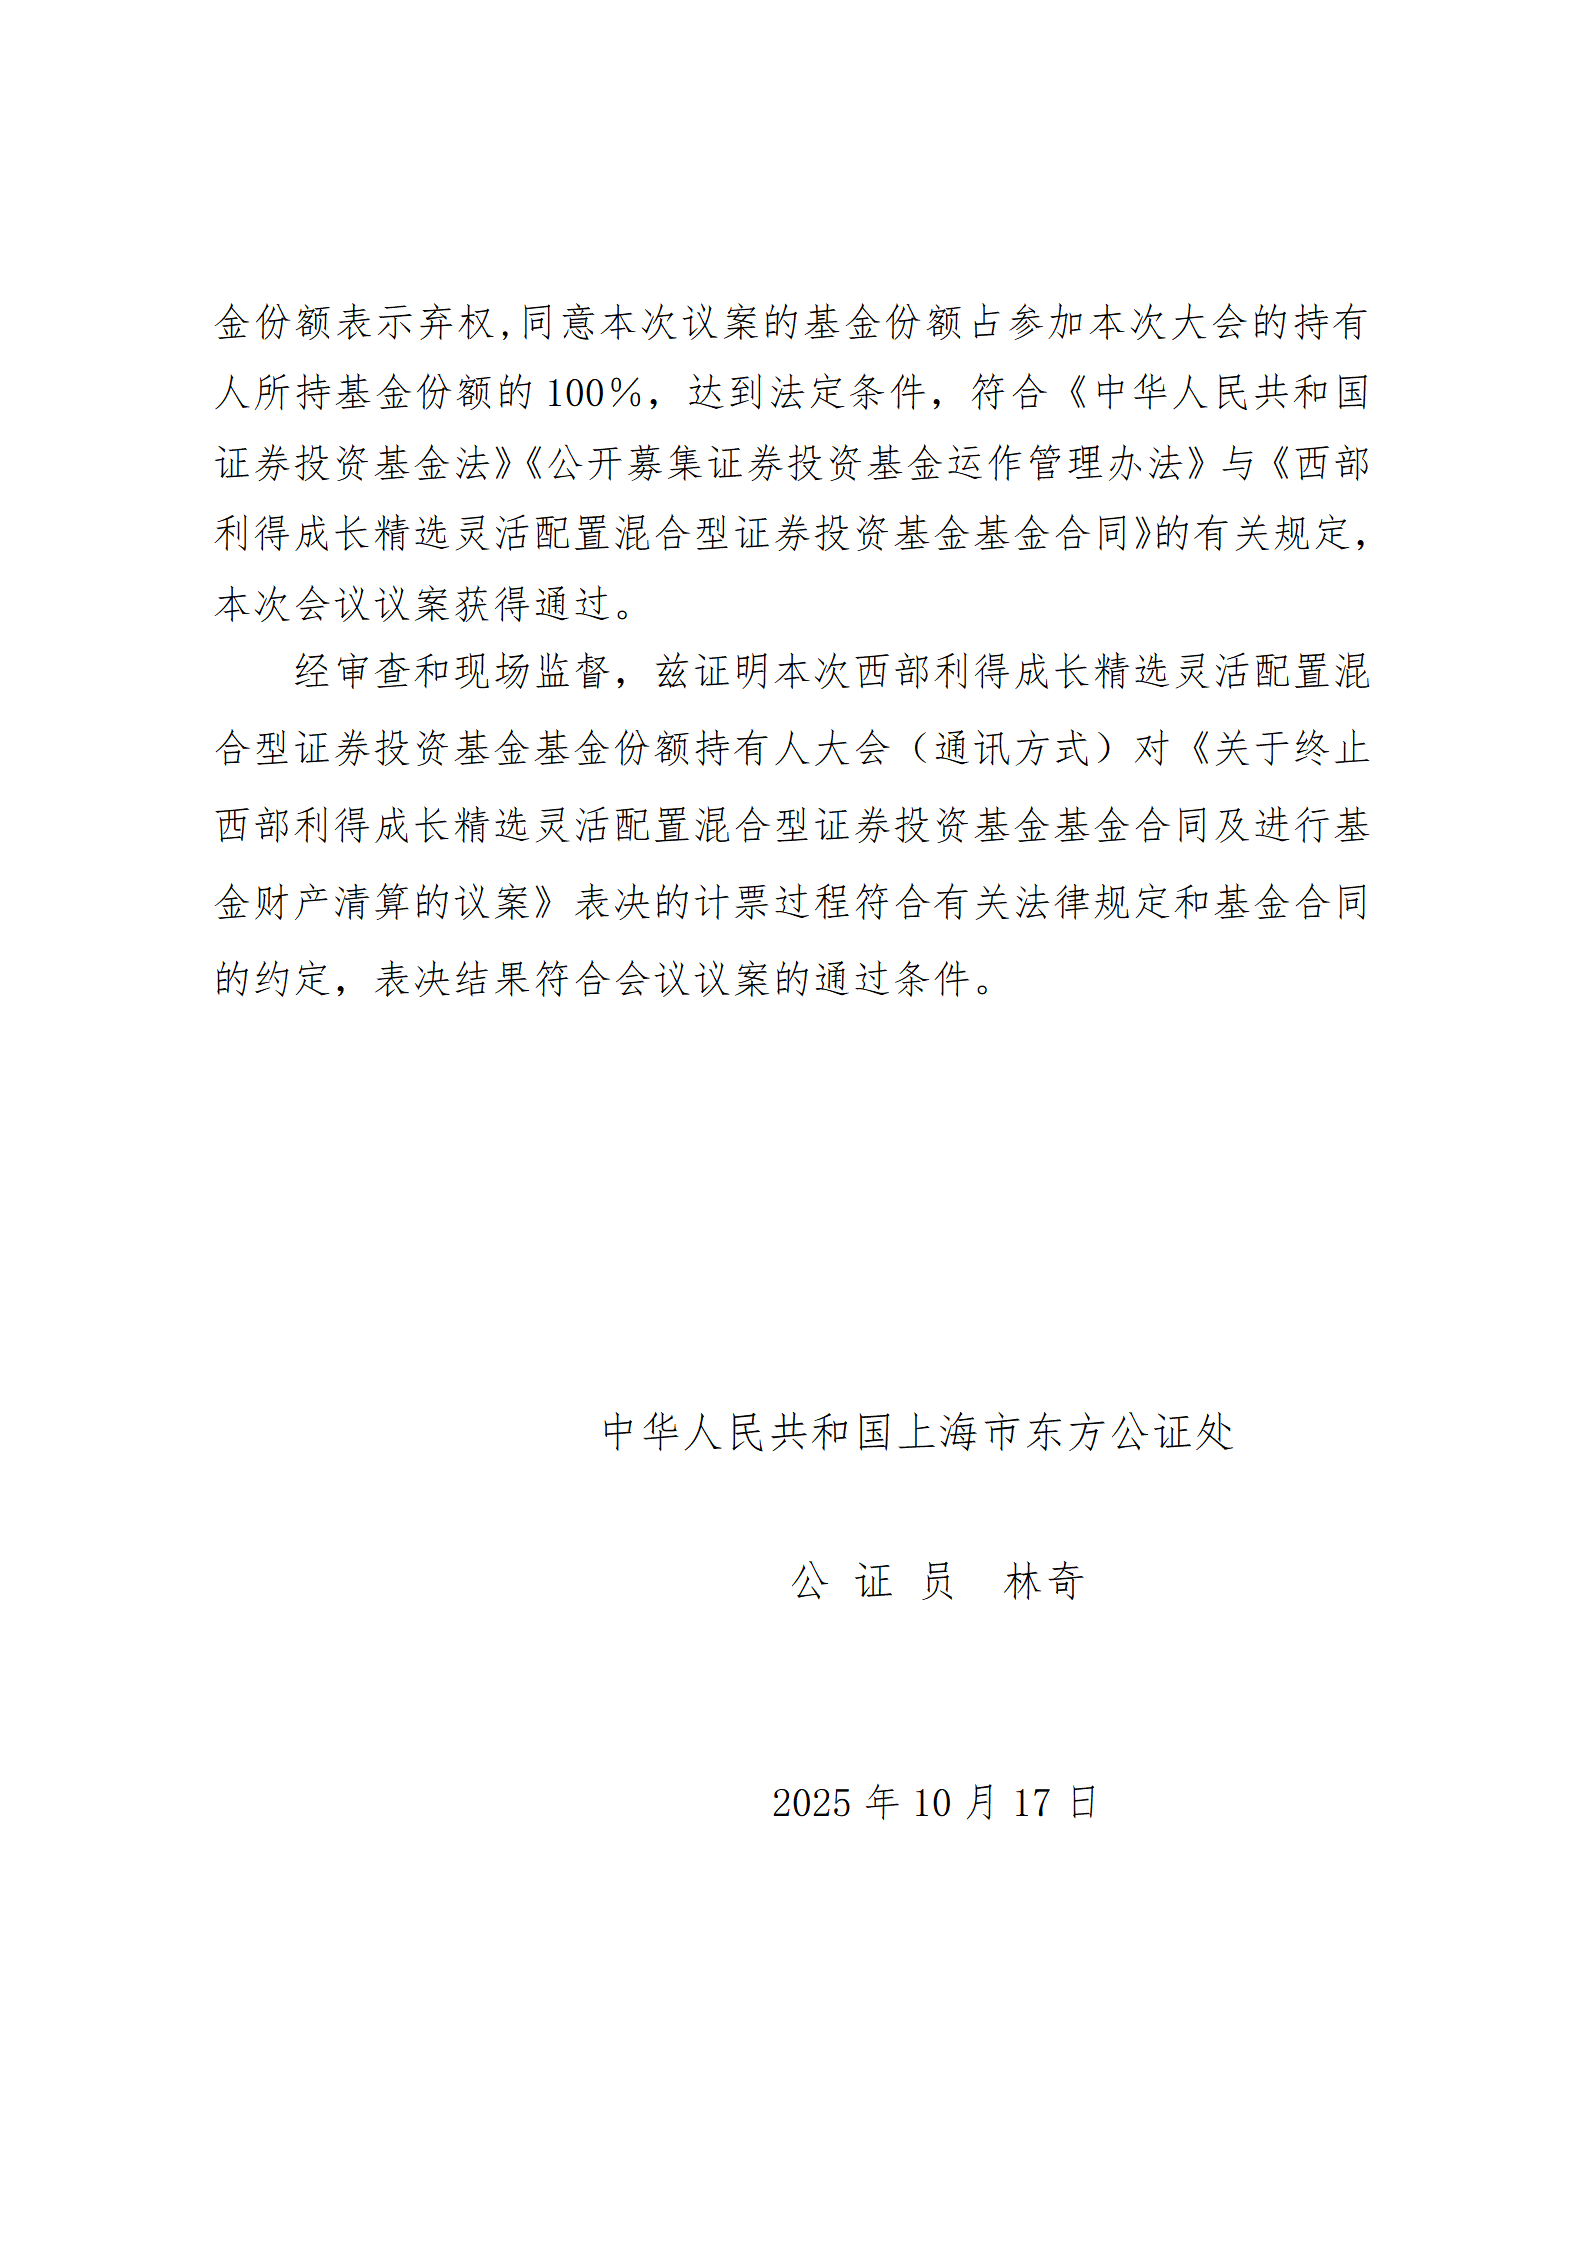 金份额表示弃权,同意本次议案的基金份额占参加本次大会的持有
人所持基金份额的 100％，达到法定条件，符合《中华人民共和国
证券投资基金法》《公开募集证券投资基金运作管理办法》与《西部
利得成长精选灵活配置混合型证券投资基金基金合同》的有关规定，
本次会议议案获得通过。
经审查和现场监督，兹证明本次西部利得成长精选灵活配置混
合型证券投资基金基金份额持有人大会（通讯方式）对《关于终止
西部利得成长精选灵活配置混合型证券投资基金基金合同及进行基
金财产清算的议案》表决的计票过程符合有关法律规定和基金合同
的约定，表决结果符合会议议案的通过条件。
中华人民共和国上海市东方公证处
公 证 员 林奇
2025 年 10 月 17 日